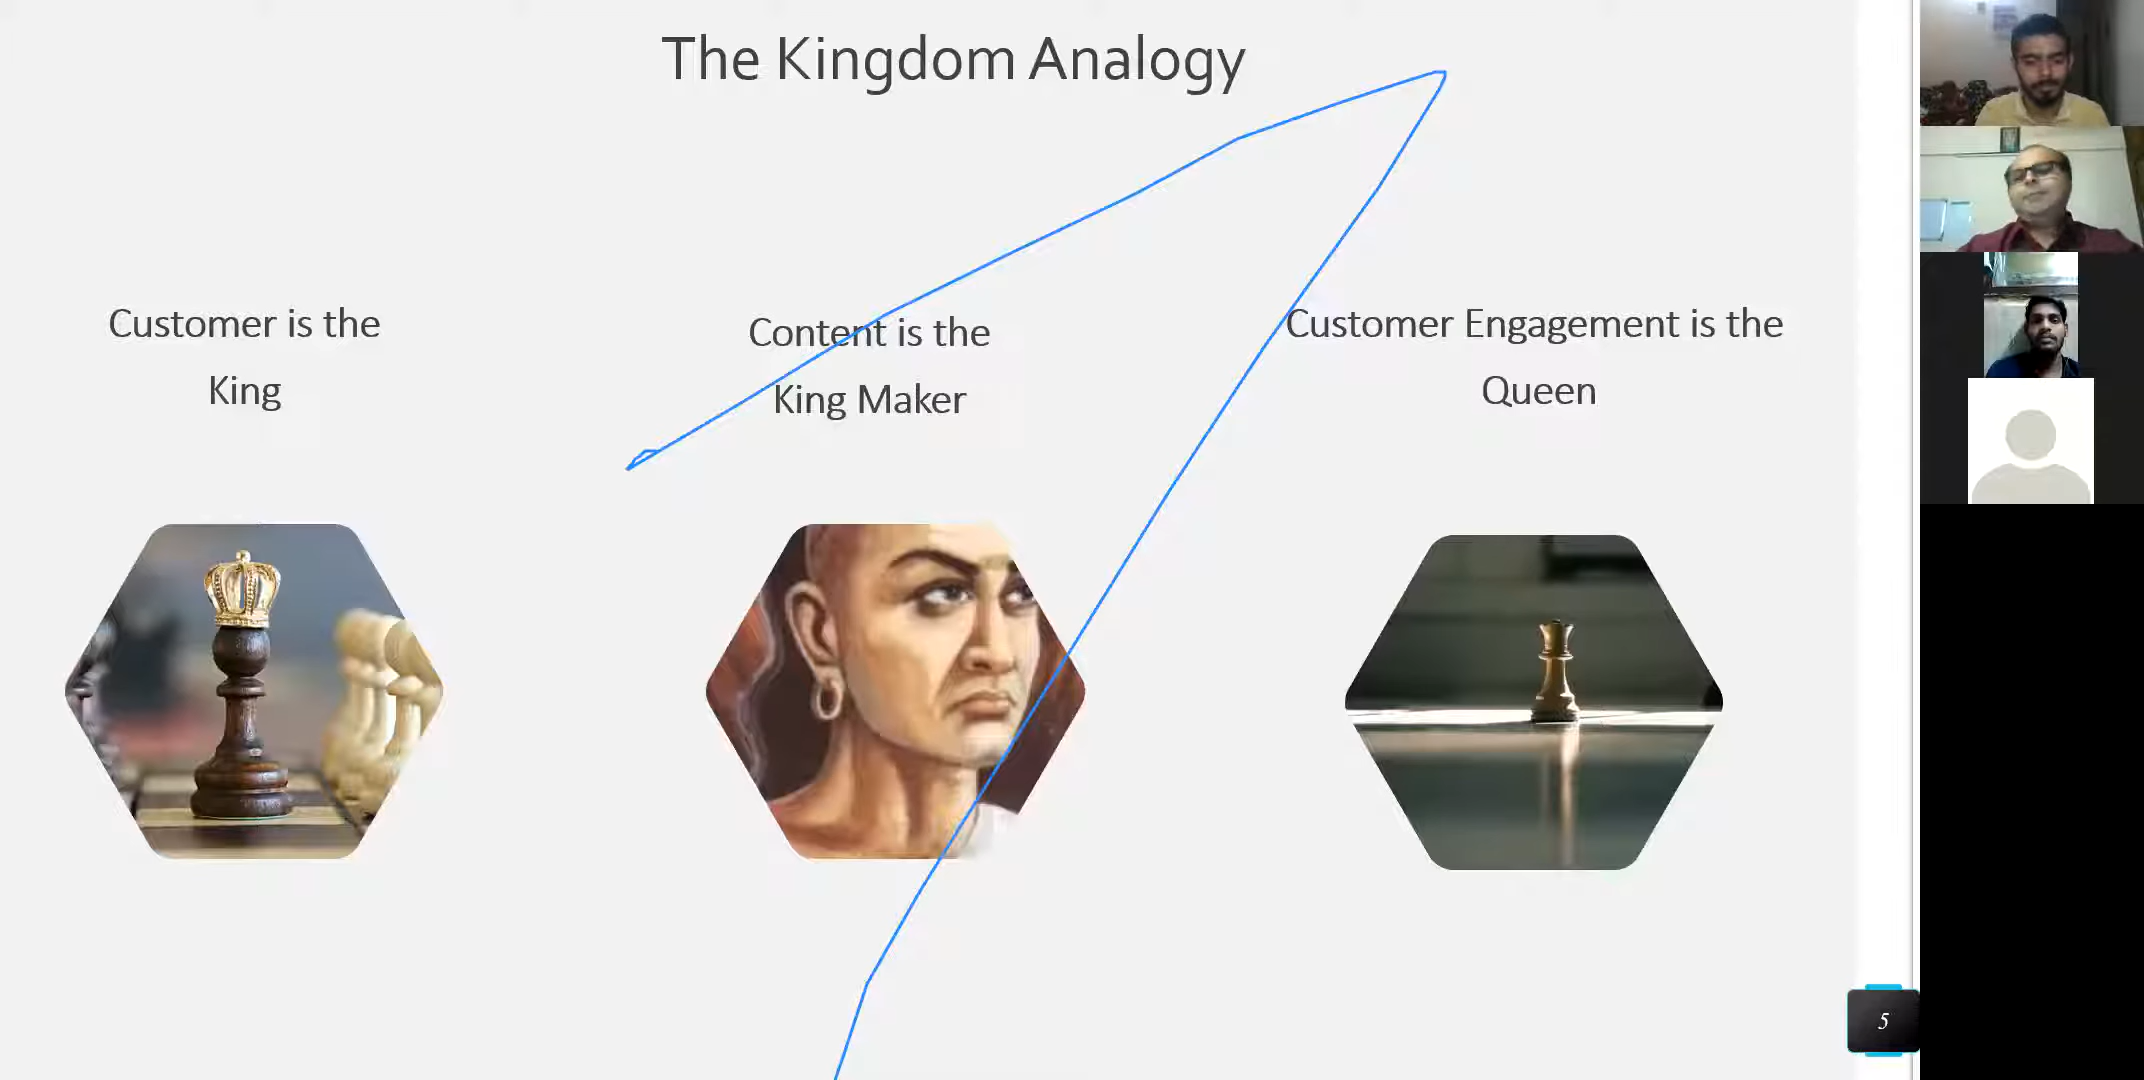 The Kingdom Analogy
Customer is the
King
Content is the
King Maker
Customer Engagement is the
Queen
5